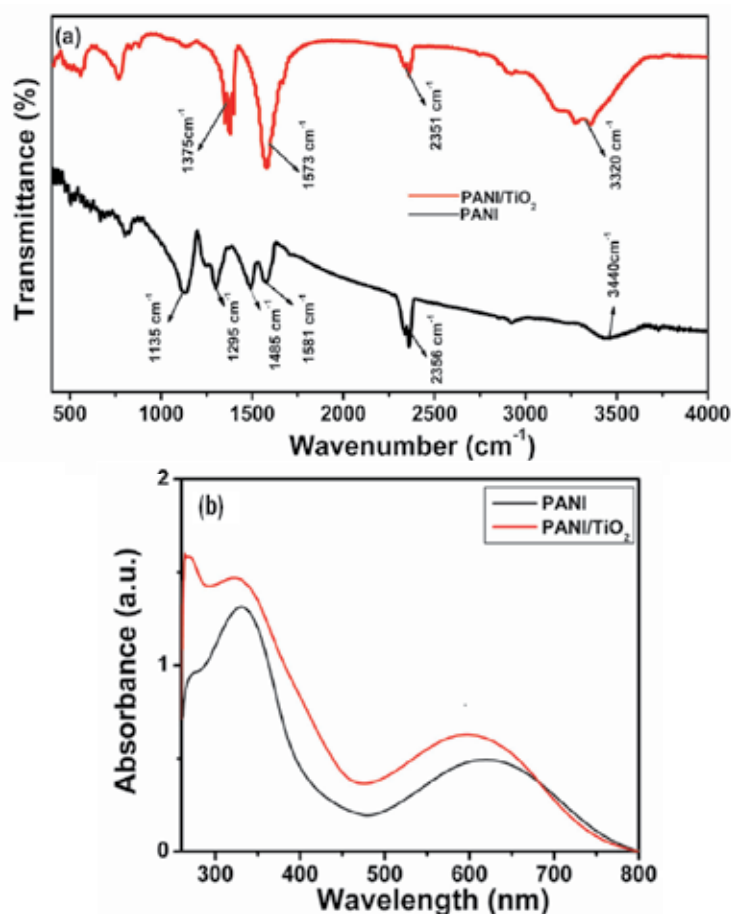 (a)
Transmittance (%)
1375cm⁻¹
1573 cm⁻¹
2351 cm⁻¹
3320 cm⁻¹
PANI/TiO₂
PANI
1135 cm⁻¹
1295 cm⁻¹
1485 cm⁻¹
1581 cm⁻¹
2356 cm⁻¹
3440cm⁻¹
500 1000 1500 2000 2500 3000 3500 4000
Wavenumber (cm⁻¹)
(b)
PANI
PANI/TiO₂
Absorbance (a.u.)
2
1
0
300 400 500 600 700 800
Wavelength (nm)